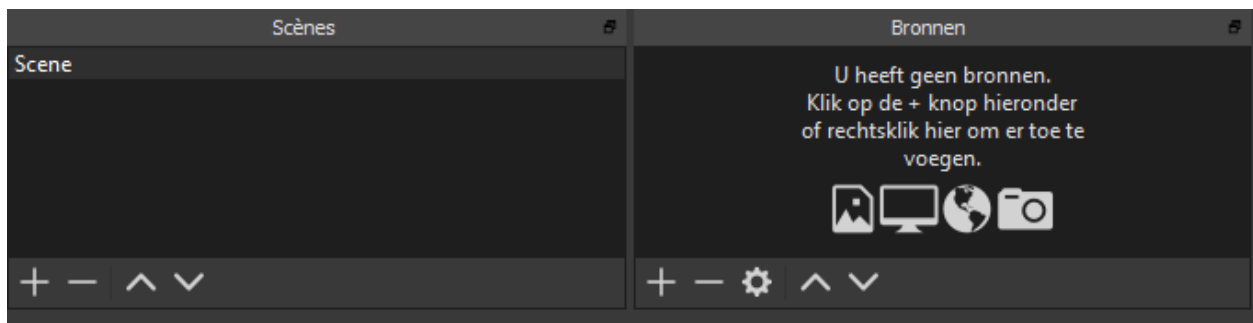 Scènes
Bronnen
Scene
U heeft geen bronnen.
Klik op de + knop hieronder
of rechtsklik hier om er toe te
voegen.